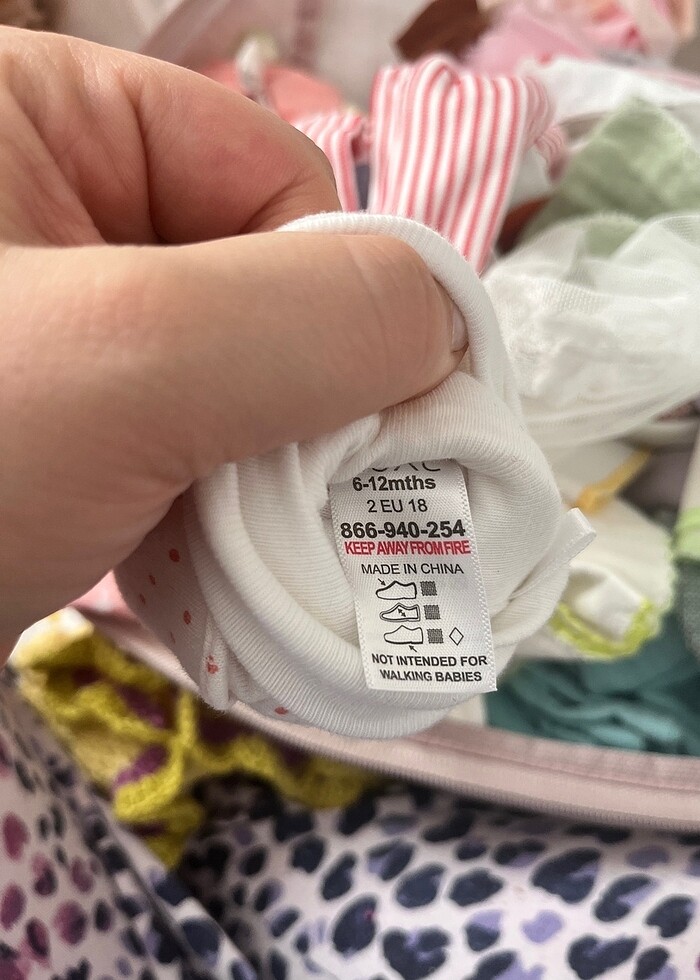 6-12mths
2 EU 18
866-940-254
KEEP AWAY FROM FIRE
MADE IN CHINA
NOT INTENDED FOR
WALKING BABIES